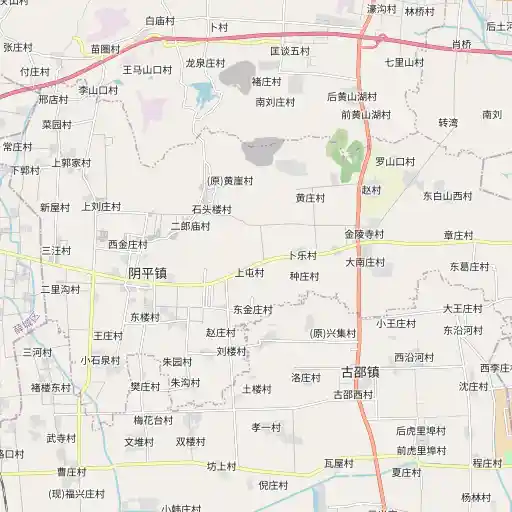 濠沟村
林桥村
白庙村
卜村
后土河
张庄村
苗圈村
匡谈五村
肖桥
付庄村
王马山口村
龙泉庄村
七里山村
褚庄村
李山口村
邢店村
南刘庄村
后黄山湖村
前黄山湖村
南刘
菜园村
转湾
常庄村
上郭家村
罗山口村
下郭村
(原)黄崖村
赵村
黄庄村
东白山西村
新屋村
上刘庄村
石头楼村
二郎庙村
金陵寺村
章庄村
三汪村
西金庄村
卜乐村
大南庄村
东葛庄村
阴平镇
上屯村
种庄村
二里沟村
东楼村
东金庄村
大王庄村
薛城区
小王庄村
王庄村
赵庄村
(原)兴集村
东沿河村
三河村
刘楼村
小石泉村
朱园村
西沿河村
古邵镇
西李庄村
褚楼东村
樊庄村
朱沟村
洛庄村
沈庄村
土楼村
古邵西村
梅花台村
孝一村
后虎里埠村
武寺村
文堆村
双楼村
前虎里埠村
坊上村
瓦屋村
程庄村
曹庄村
夏庄村
倪庄村
(现)福兴庄村
杨林村
小韩庄村